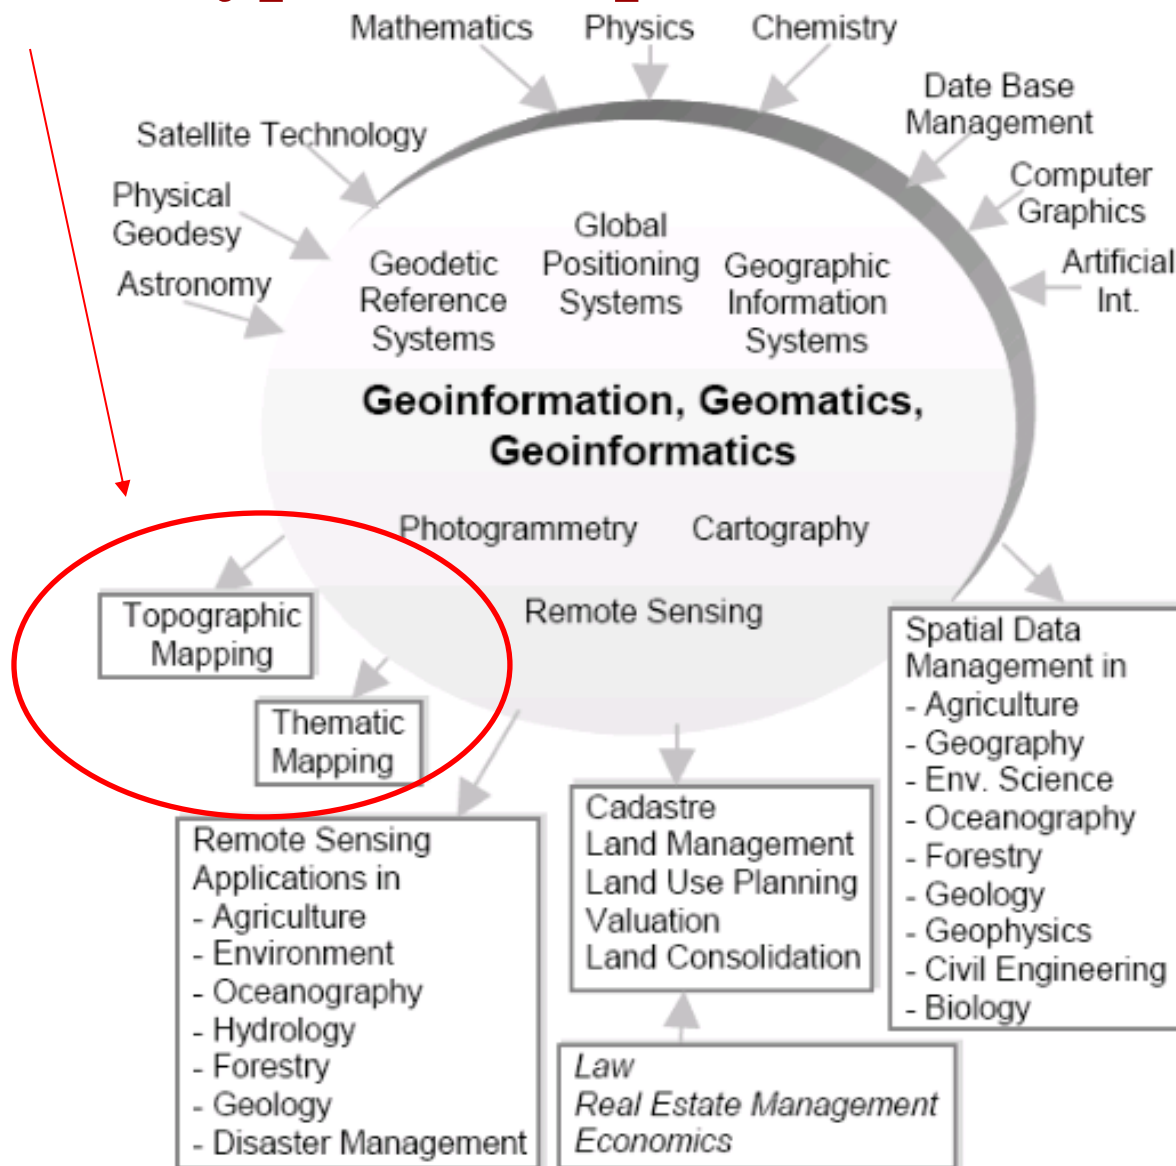 Mathematics Physics Chemistry
Date Base
Management
Satellite Technology
Computer
Graphics
Physical
Geodesy
Astronomy
Artificial
Int.
Geodetic
Reference
Systems
Global
Positioning
Systems
Geographic
Information
Systems
Geoinformation, Geomatics,
Geoinformatics
Photogrammetry Cartography
Remote Sensing
Topographic
Mapping
Thematic
Mapping
Remote Sensing
Applications in
- Agriculture
- Environment
- Oceanography
- Hydrology
- Forestry
- Geology
- Disaster Management
Cadastre
Land Management
Land Use Planning
Valuation
Land Consolidation
Law
Real Estate Management
Economics
Spatial Data
Management in
- Agriculture
- Geography
- Env. Science
- Oceanography
- Forestry
- Geology
- Geophysics
- Civil Engineering
- Biology